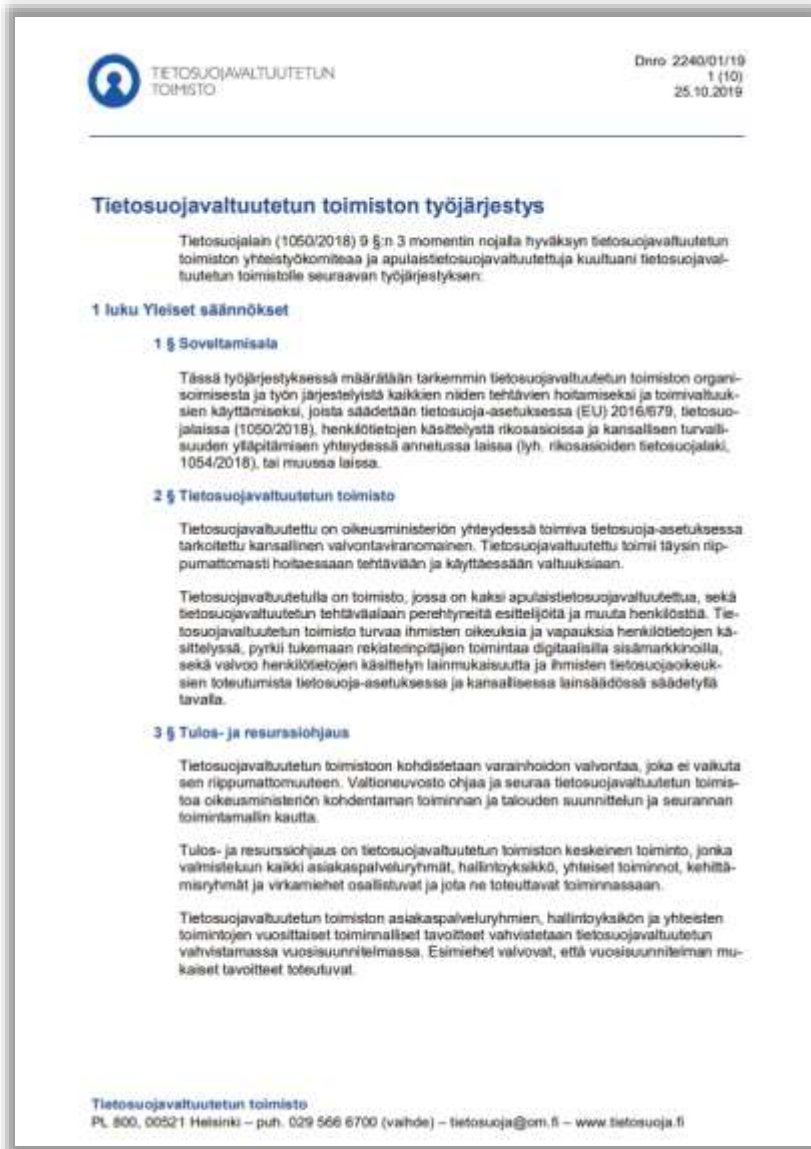 TIETOSUOJAVALTUUTETUN
TOIMISTO
Dnro 2240/01/19
1 (10)
25.10.2019
Tietosuojavaltuutetun toimiston työjärjestys
Tietosuojalain (1050/2018) 9 §:n 3 momentin nojalla hyväksyn tietosuojavaltuutetun
toimiston yhteistyökomiteaa ja apulaistietosuojavaltuutettuja kuultuani tietosuojaval-
tuutetun toimistolle seuraavan työjärjestyksen:
1 luku Yleiset säännökset
1 § Soveltamisala
Tässä työjärjestyksessä määrätään tarkemmin tietosuojavaltuutetun toimiston organi-
soimisesta ja työn järjestelyistä kaikkien niiden tehtävien hoitamiseksi ja toimivaltuuk-
sien käyttämiseksi, joista säädetään tietosuoja-asetuksessa (EU) 2016/679, tietosuo-
jalaissa (1050/2018), henkilötietojen käsittelystä rikosasioissa ja kansallisen turvalli-
suuden ylläpitämisen yhteydessä annetussa laissa (lyh. rikosasioiden tietosuojalaki,
1054/2018), tai muussa laissa.
2 § Tietosuojavaltuutetun toimisto
Tietosuojavaltuutettu on oikeusministeriön yhteydessä toimiva tietosuoja-asetuksessa
tarkoitettu kansallinen valvontaviranomainen. Tietosuojavaltuutettu toimii täysin riip-
pumattomasti hoitaessaan tehtäviään ja käyttäessään valtuuksiaan.
Tietosuojavaltuutetulla on toimisto, jossa on kaksi apulaistietosuojavaltuutettua, sekä
tietosuojavaltuutetun tehtäväalaan perehtyneitä esittelijöitä ja muuta henkilöstöä. Tie-
tosuojavaltuutetun toimisto turvaa ihmisten oikeuksia ja vapauksia henkilötietojen kä-
sittelyssä, pyrkii tukemaan rekisterinpitäjien toimintaa digitaalisilla sisämarkkinoilla,
sekä valvoo henkilötietojen käsittelyn lainmukaisuutta ja ihmisten tietosuojaoikeuk-
sien toteutumista tietosuoja-asetuksessa ja kansallisessa lainsäädössä säädetyllä
tavalla.
3 § Tulos- ja resurssiohjaus
Tietosuojavaltuutetun toimistoon kohdistetaan varainhoidon valvontaa, joka ei vaikuta
sen riippumattomuuteen. Valtioneuvosto ohjaa ja seuraa tietosuojavaltuutetun toimis-
toa oikeusministeriön kohdentaman toiminnan ja talouden suunnittelun ja seurannan
toimintamallin kautta.
Tulos- ja resurssiohjaus on tietosuojavaltuutetun toimiston keskeinen toiminto, jonka
valmisteluun kaikki asiakaspalveluryhmät, hallintoyksikkö, yhteiset toiminnot, kehittä-
misryhmät ja virkamiehet osallistuvat ja jota ne toteuttavat toiminnassaan.
Tietosuojavaltuutetun toimiston asiakaspalveluryhmien, hallintoyksikön ja yhteisten
toimintojen vuosittaiset toiminnalliset tavoitteet vahvistetaan tietosuojavaltuutetun
vahvistamassa vuosisuunnitelmassa. Esimiehet valvovat, että vuosisuunnitelman mu-
kaiset tavoitteet toteutuvat.
Tietosuojavaltuutetun toimisto
PL 800, 00521 Helsinki – puh. 029 566 6700 (vaihde) – tietosuoja@om.fi – www.tietosuoja.fi